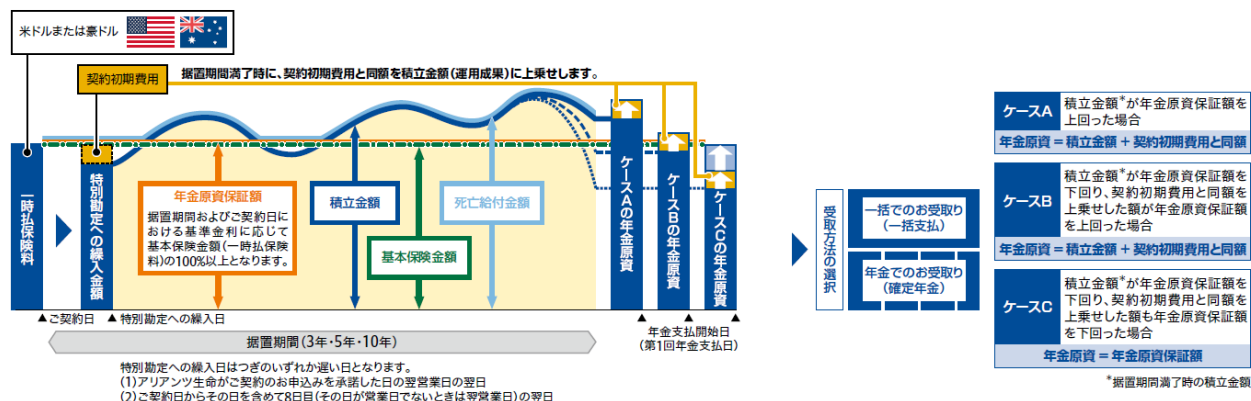 米ドルまたは豪ドル
契約初期費用
据置期間満了時に、契約初期費用と同額を積立金額(運用成果)に上乗せします。
一時払保険料
特別勘定への繰入金額
年金原資保証額
据置期間およびご契約日に
おける基準金利に応じて
基本保険金額(一時払保険
料)の100%以上となります。
積立金額
基本保険金額
死亡給付金額
ケースAの年金原資
ケースBの年金原資
ケースCの年金原資
▲ご契約日
▲特別勘定への繰入日
年金支払開始日
(第1回年金支払日)
据置期間(3年・5年・10年)
特別勘定への繰入日はつぎのいずれか遅い日となります。
(1)アリアンツ生命がご契約のお申込みを承諾した日の翌営業日の翌日
(2)ご契約日からその日を含めて8日目(その日が営業日でないときは翌営業日)の翌日
受取方法の選択
一括でのお受取り
(一括支払)
年金でのお受取り
(確定年金)
ケースA
積立金額*が年金原資保証額を
上回った場合
年金原資=積立金額+契約初期費用と同額
ケースB
積立金額*が年金原資保証額を
下回り、契約初期費用と同額を
上乗せした額が年金原資保証額
を上回った場合
年金原資=積立金額+契約初期費用と同額
ケースC
積立金額*が年金原資保証額を
下回り、契約初期費用と同額を
上乗せした額も年金原資保証額
を下回った場合
年金原資=年金原資保証額
*据置期間満了時の積立金額